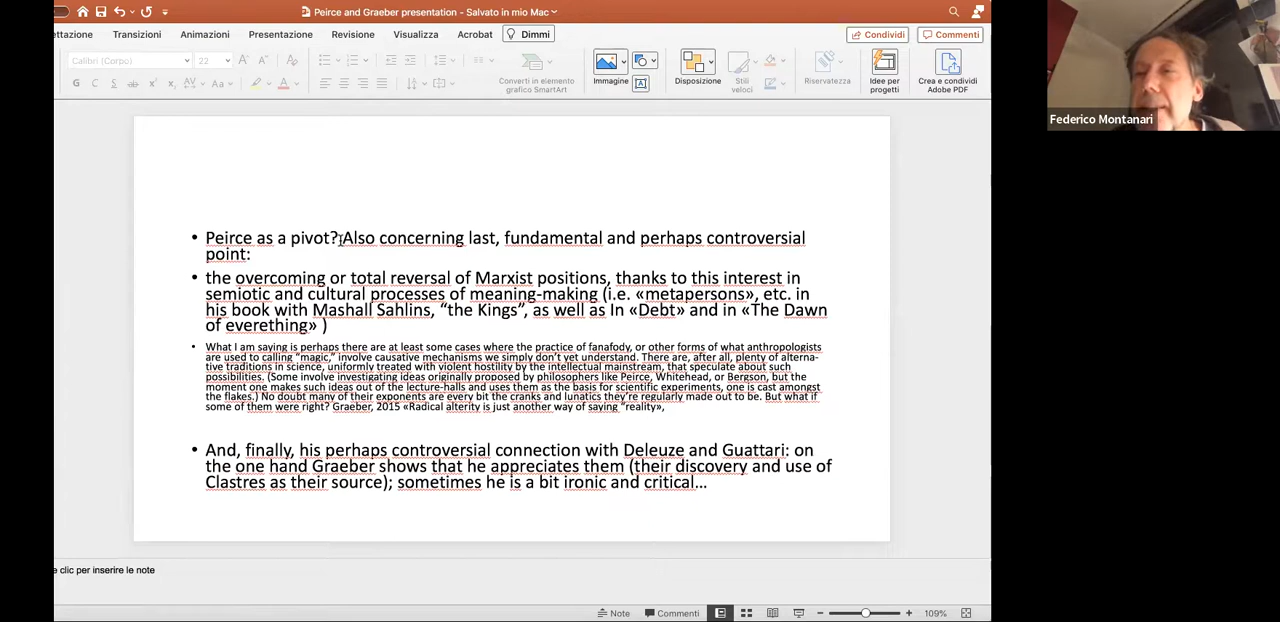 Peirce and Graeber presentation - Salvato in mio Mac
ettazione Transizioni Animazioni Presentazione Revisione Visualizza Acrobat Dimmi Condividi Commenti
Calibri (Corpo) 22
Converti in elemento grafico SmartArt
Immagine
Disposizione
Stili veloci
Riservatezza
Idee per progetti
Crea e condividi Adobe PDF
Federico Montanari
• Peirce as a pivot? Also concerning last, fundamental and perhaps controversial
point:
• the overcoming or total reversal of Marxist positions, thanks to this interest in
semiotic and cultural processes of meaning-making (i.e. «metapersons», etc. in
his book with Mashall Sahlins, “the Kings”, as well as In «Debt» and in «The Dawn
of everething» )
• What I am saying is perhaps there are at least some cases where the practice of fanafody, or other forms of what anthropologists
are used to calling “magic,” involve causative mechanisms we simply don’t yet understand. There are, after all, plenty of alterna-
tive traditions in science, uniformly treated with violent hostility by the intellectual mainstream, that speculate about such
possibilities. (Some involve investigating ideas originally proposed by philosophers like Peirce, Whitehead, or Bergson, but the
moment one makes such ideas out of the lecture-halls and uses them as the basis for scientific experiments, one is cast amongst
the flakes.) No doubt many of their exponents are every bit the cranks and lunatics they’re regularly made out to be. But what if
some of them were right? Graeber, 2015 «Radical alterity is just another way of saying “reality»,
• And, finally, his perhaps controversial connection with Deleuze and Guattari: on
the one hand Graeber shows that he appreciates them (their discovery and use of
Clastres as their source); sometimes he is a bit ironic and critical...
e clic per inserire le note
Note Commenti 109%